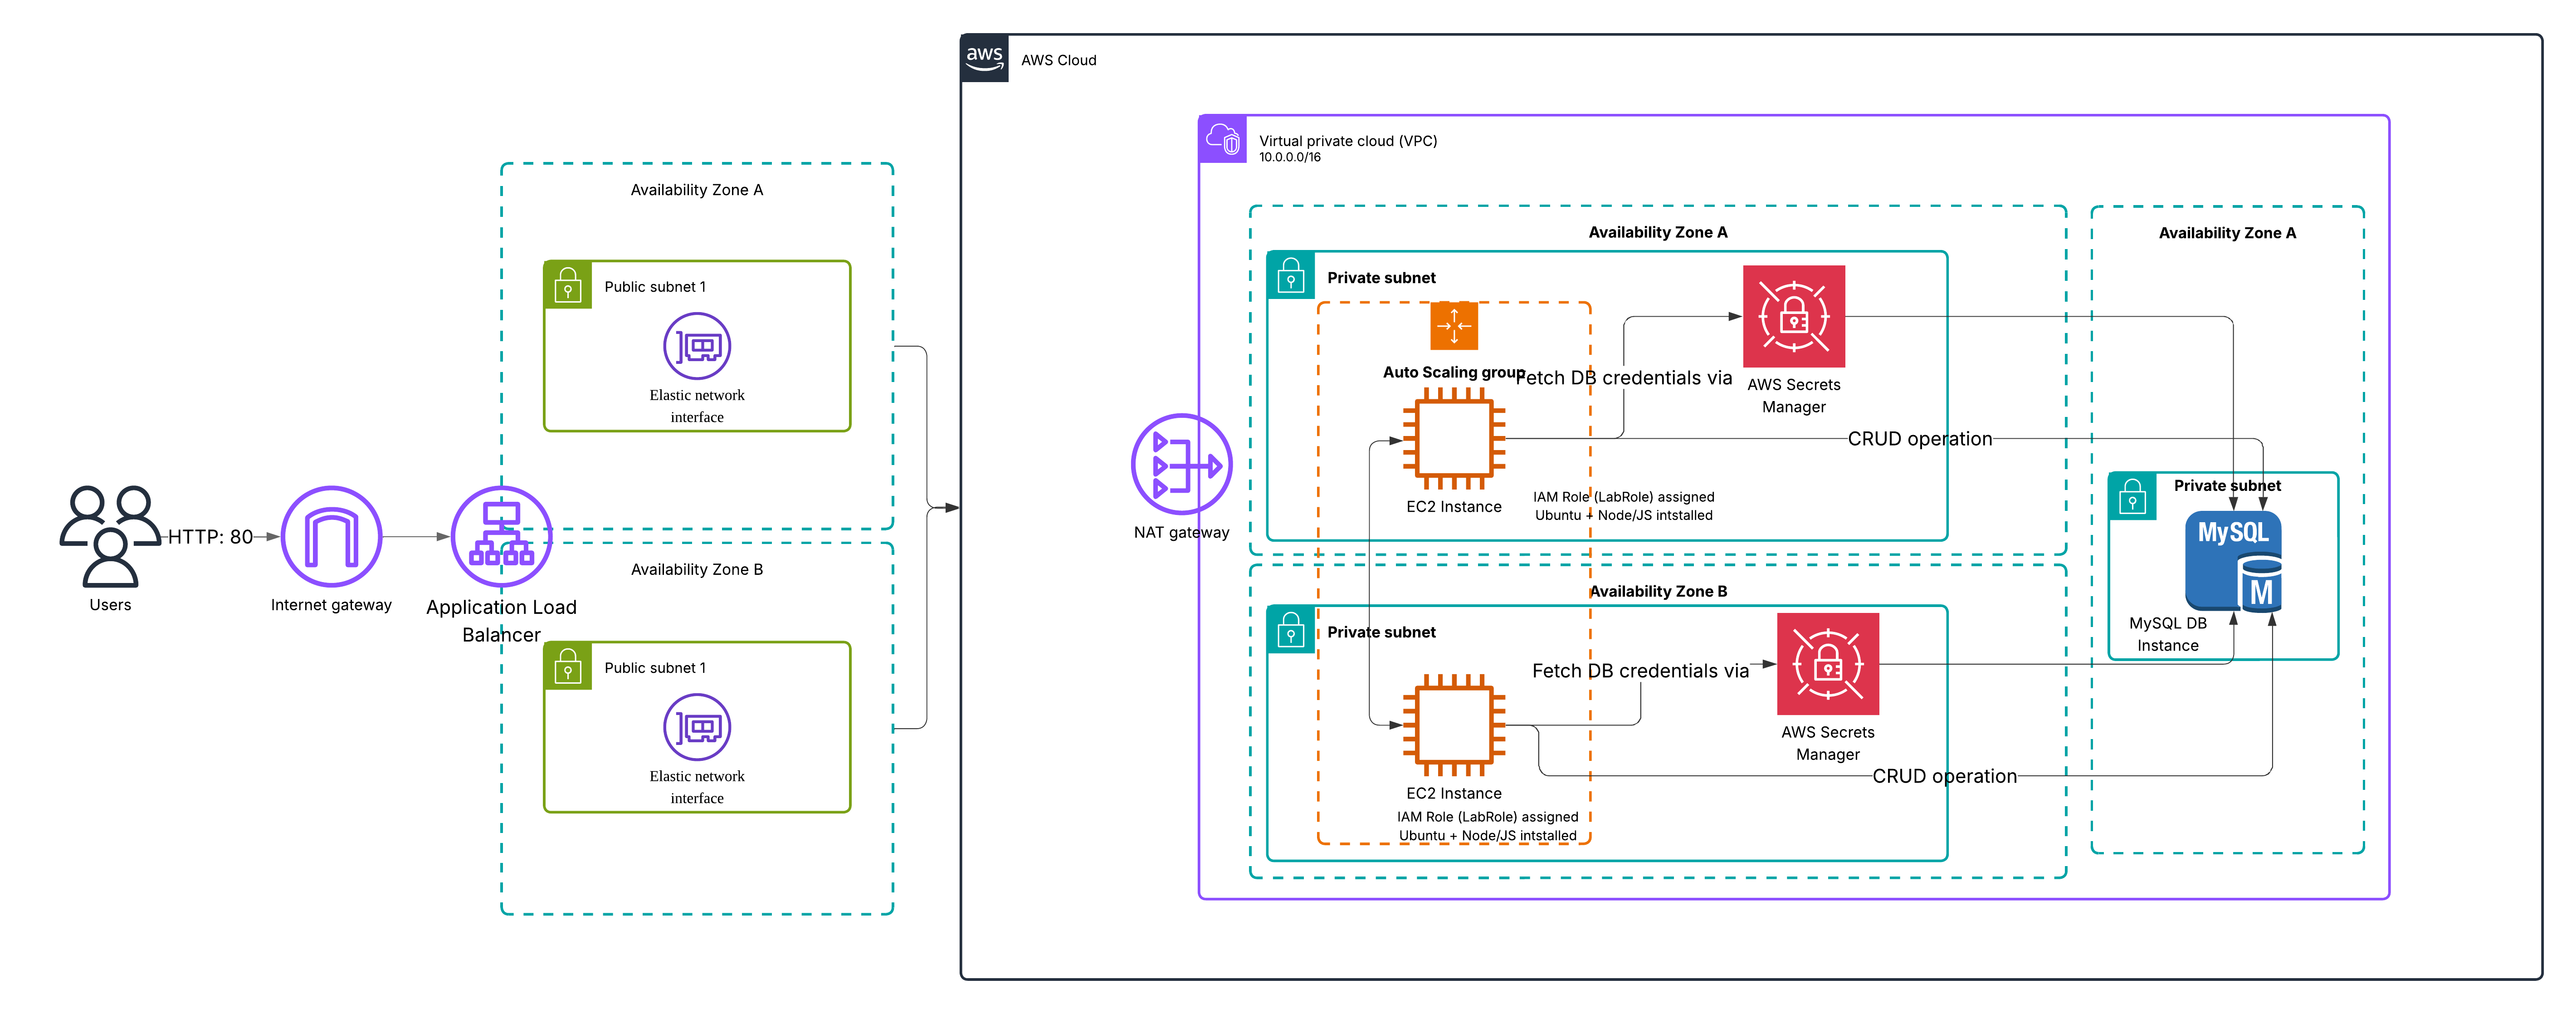 aws
AWS Cloud
Virtual private cloud (VPC)
10.0.0.0/16
Availability Zone A
Public subnet 1
Elastic network
interface
HTTP: 80
Users
Internet gateway
Application Load
Balancer
Availability Zone B
Public subnet 1
Elastic network
interface
NAT gateway
Availability Zone A
Private subnet
Auto Scaling group
Fetch DB credentials via
AWS Secrets
Manager
CRUD operation
EC2 Instance
IAM Role (LabRole) assigned
Ubuntu + Node/JS intstalled
Availability Zone B
Private subnet
Fetch DB credentials via
AWS Secrets
Manager
CRUD operation
EC2 Instance
IAM Role (LabRole) assigned
Ubuntu + Node/JS intstalled
Availability Zone A
Private subnet
MySQL
M
MySQL DB
Instance